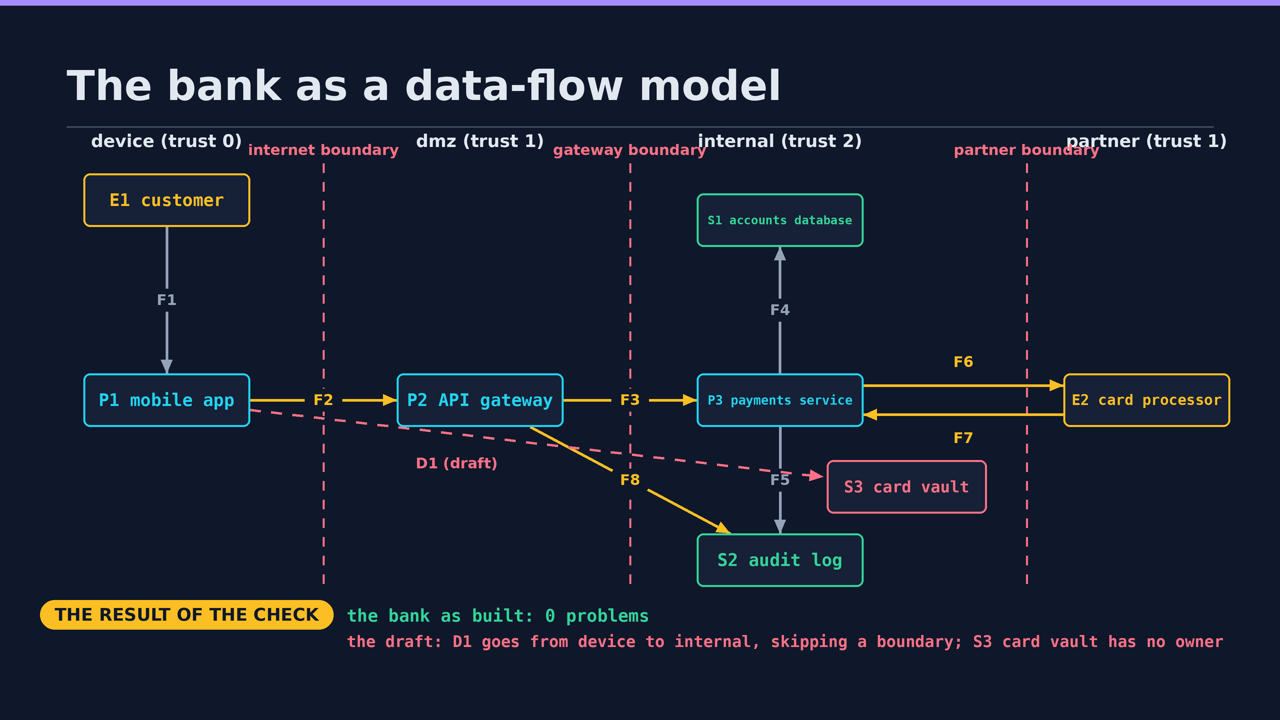 The bank as a data-flow model
device (trust 0)
internet boundary
dmz (trust 1)
gateway boundary
internal (trust 2)
partner boundary
partner (trust 1)
E1 customer
S1 accounts database
F1
F4
F6
P1 mobile app
F2
P2 API gateway
F3
P3 payments service
E2 card processor
F7
D1 (draft)
F8
F5
S3 card vault
S2 audit log
THE RESULT OF THE CHECK
the bank as built: 0 problems
the draft: D1 goes from device to internal, skipping a boundary; S3 card vault has no owner